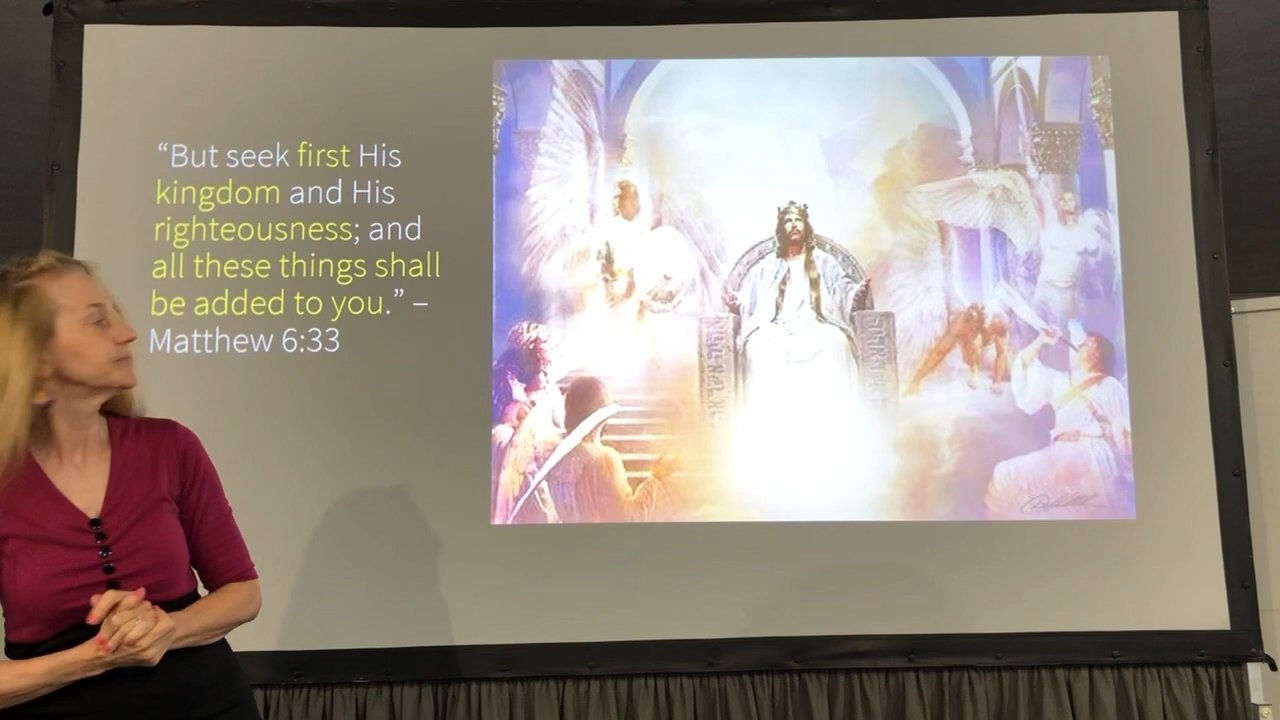 “But seek first His
kingdom and His
righteousness; and
all these things shall
be added to you.” –
Matthew 6:33